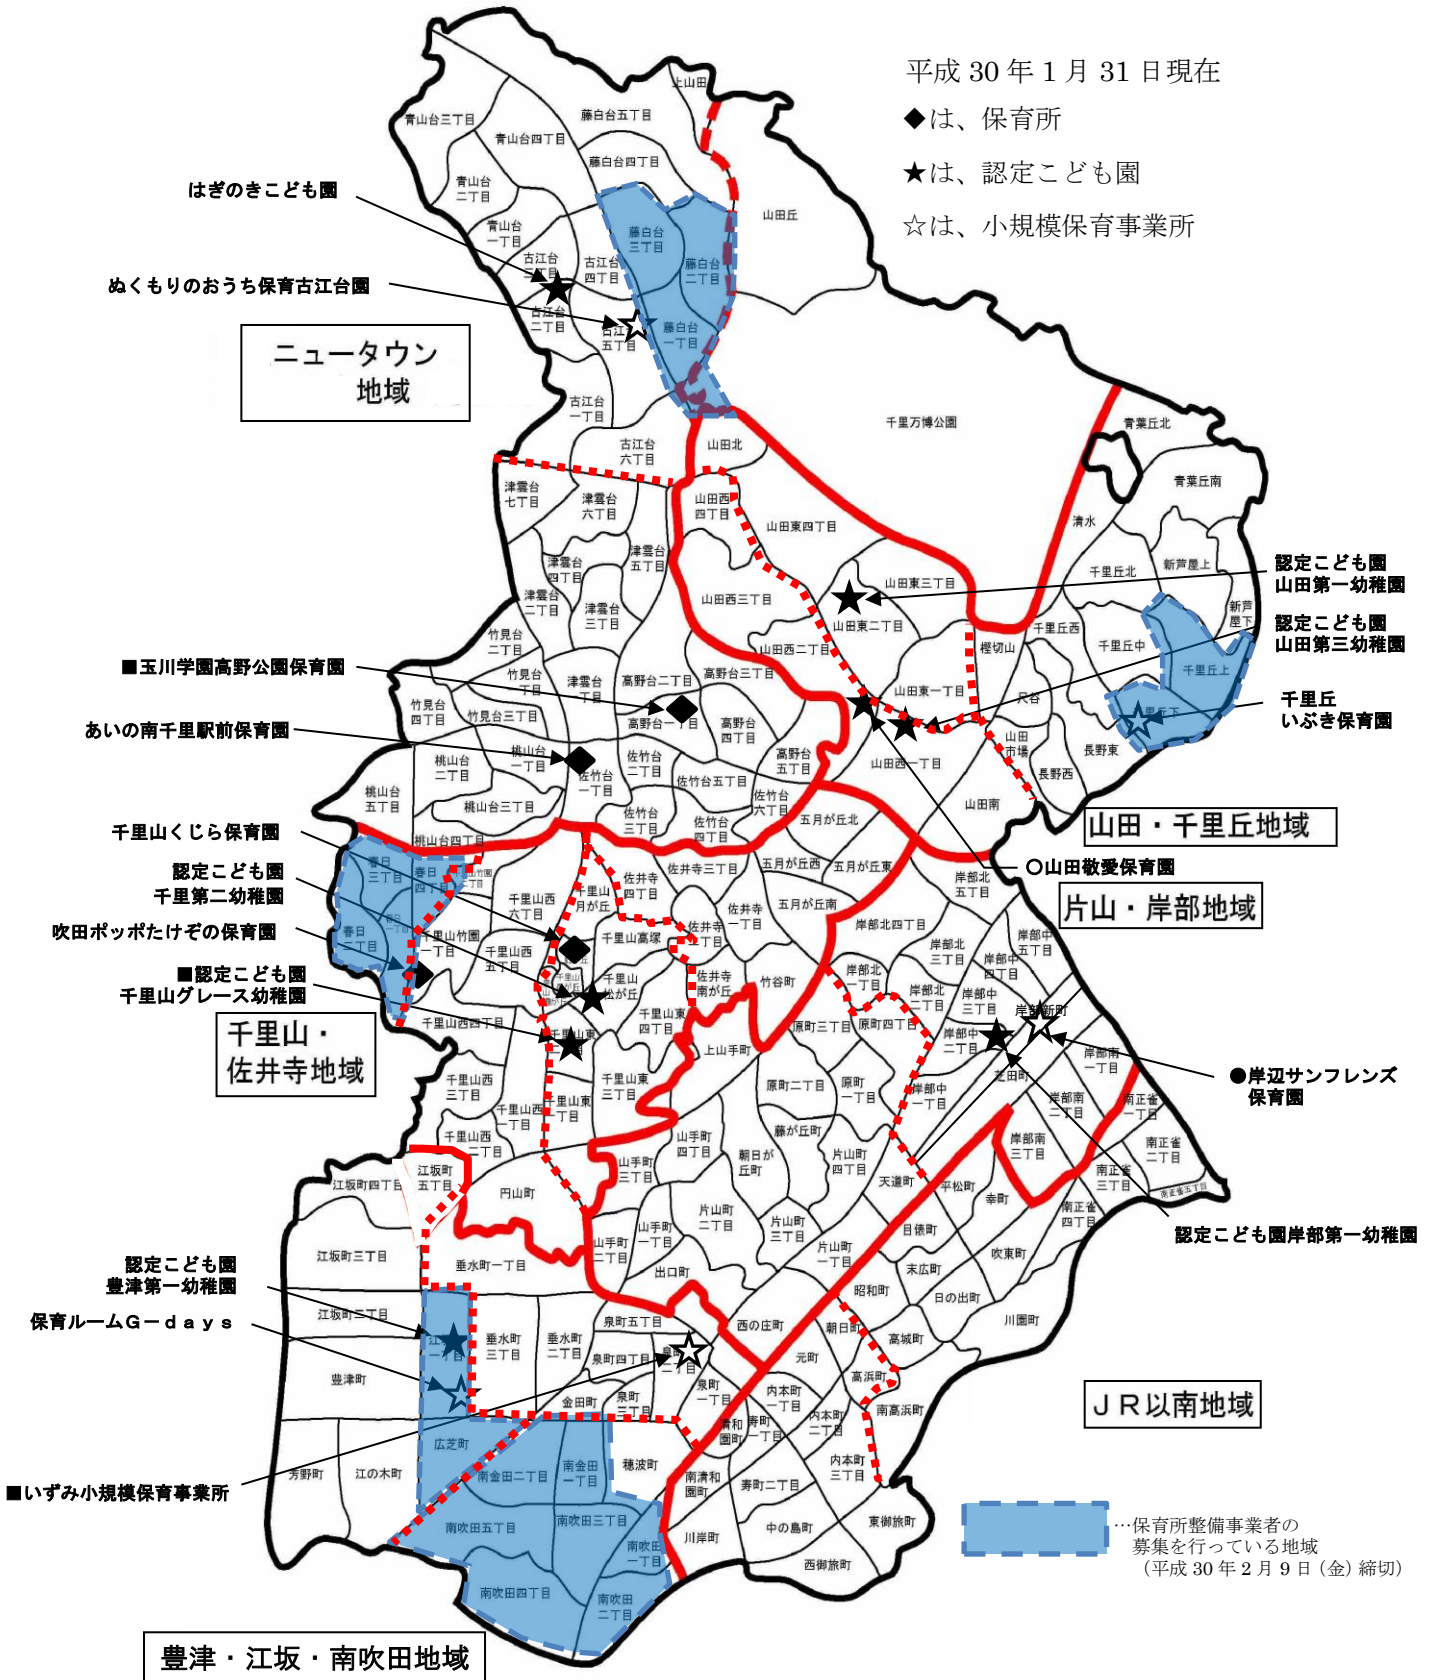 平成 30 年 1 月 31 日現在
◆は、保育所
★は、認定こども園
☆は、小規模保育事業所
上山田
青山台三丁目
藤白台五丁目
青山台四丁目
藤白台四丁目
青山台
二丁目
はぎのきこども園
山田丘
青山台
一丁目
藤白台
三丁目
古江台
古江台
四丁目
藤白台
二丁目
ぬくもりのおうち保育古江台園
古江台
二丁目
五丁目
藤白台
一丁目
ニュータウン
地域
古江台
一丁目
千里万博公園
青葉丘北
古江台
六丁目
山田北
津雲台
七丁目
津雲台
六丁目
山田西
四丁目
青葉丘南
山田東四丁目
清水
津雲台
五丁目
津雲台
四丁目
新芦屋上
千里丘北
山田東三丁目
認定こども園
山田第一幼稚園
津雲台
二丁目
津雲台
三丁目
山田西三丁目
新芦
屋下
山田東二丁目
千里丘西
認定こども園
山田第三幼稚園
竹見台
二丁目
山田西二丁目
樫切山
千里丘中
■玉川学園高野公園保育園
竹見台
一丁目
高野台二丁目
高野台三丁目
千里丘上
山田東一丁目
尺谷
竹見台
四丁目
竹見台三丁目
高野台一丁目
高野台
四丁目
千里丘
いぶき保育園
あいの南千里駅前保育園
桃山台
一丁目
山田
市場
長野東
桃山台
二丁目
佐竹台
一丁目
佐竹台
二丁目
高野台
五丁目
山田西一丁目
長野西
佐竹台五丁目
桃山台
五丁目
桃山台三丁目
佐竹台
六丁目
山田南
佐竹台
三丁目
佐竹台
四丁目
五月が丘北
山田・千里丘地域
千里山くじら保育園
桃山台四丁目
認定こども園
千里第二幼稚園
春日
三丁目
春日
四丁目
佐井寺三丁目
五月が丘西
五月が丘東
○山田敬愛保育園
佐井寺
四丁目
岸部北
五丁目
片山・岸部地域
千里山西
六丁目
千里山
月が丘
佐井寺
一丁目
五月が丘南
岸部北四丁目
吹田ポッポたけぞの保育園
春日
二丁目
千里山竹園
一丁目
千里山高塚
岸部北
三丁目
岸部中
五丁目
岸部中
四丁目
千里山西
五丁目
■認定こども園
千里山グレース幼稚園
千里山
松が丘
佐井寺
南が丘
竹谷町
岸部北
一丁目
岸部北
二丁目
岸部中
三丁目
千里山・
佐井寺地域
千里山西四丁目
千里山東
四丁目
原町三丁目
原町四丁目
岸部新町
岸部中
二丁目
上山手町
岸部南
一丁目
●岸辺サンフレンズ
保育園
千里山西
三丁目
千里山東
三丁目
原町二丁目
原町
一丁目
岸部中
一丁目
芝田町
岸部南
二丁目
南正雀
一丁目
千里山西
一丁目
千里山東
一丁目
千里山西
二丁目
山手町
四丁目
藤が丘町
岸部南
三丁目
南正雀
二丁目
江坂町
五丁目
山手町
三丁目
朝日が
丘町
片山町
四丁目
天道町
南正雀
三丁目
江坂町四丁目
円山町
平松町
幸町
南正雀五丁目
南正雀
四丁目
片山町
二丁目
片山町
三丁目
目俵町
認定こども園岸部第一幼稚園
山手町
一丁目
山手町
二丁目
片山町
一丁目
江坂町三丁目
垂水町一丁目
出口町
吹東町
認定こども園
豊津第一幼稚園
末広町
昭和町
日の出町
江坂町二丁目
保育ルームG－days
泉町五丁目
西の庄町
朝日町
川園町
垂水町
三丁目
垂水町
二丁目
高城町
泉町四丁目
元町
豊津町
高浜町
泉町
一丁目
内本町
一丁目
金田町
泉町
三丁目
内本町
二丁目
南高浜町
ＪＲ以南地域
広芝町
清和
園町
寿町
一丁目
芳野町
江の木町
南金田二丁目
南金田
一丁目
穂波町
内本町
三丁目
■いずみ小規模保育事業所
南清和
園町
寿町二丁目
南吹田五丁目
南吹田三丁目
川岸町
中の島町
東御旅町
南吹田
一丁目
西御旅町
南吹田四丁目
南吹田
二丁目
…保育所整備事業者の
募集を行っている地域
（平成 30 年 2 月 9 日（金）締切）
豊津・江坂・南吹田地域